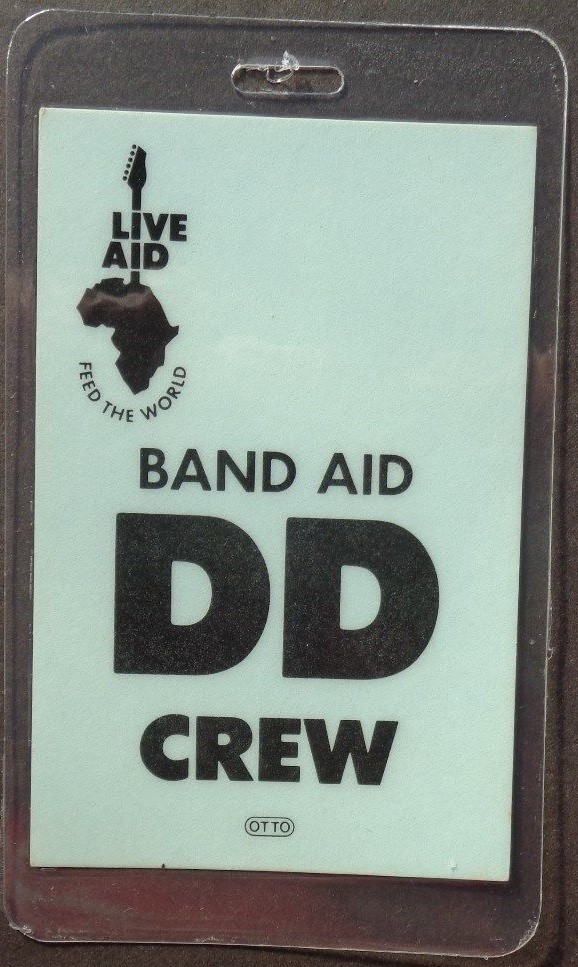 LIVE
AID
FEED THE WORLD
BAND AID
DD
CREW
OTTO